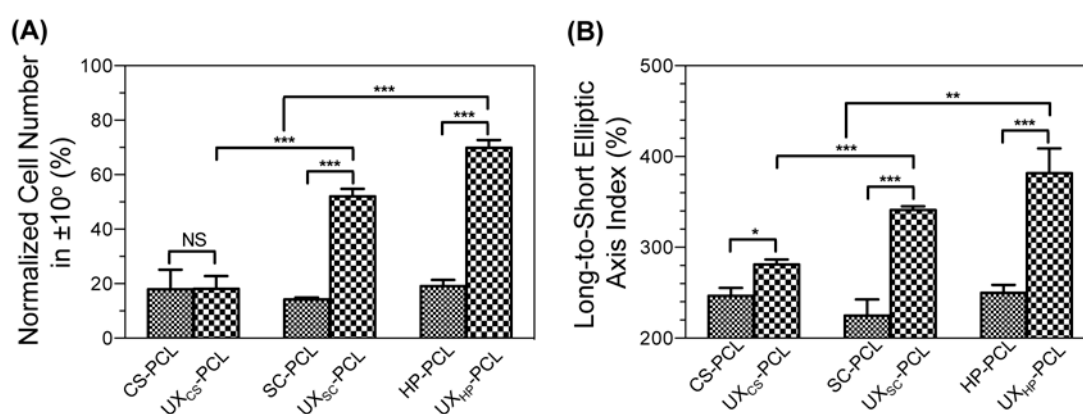 (A)
Normalized Cell Number
in ±10º (%)
100
80
60
40
20
0
NS
***
***
***
***
CS-PCL
UXCS-PCL
SC-PCL
UXSC-PCL
HP-PCL
UXHP-PCL
(B)
Long-to-Short Elliptic
Axis Index (%)
500
400
300
200
*
***
***
**
***
CS-PCL
UXCS-PCL
SC-PCL
UXSC-PCL
HP-PCL
UXHP-PCL